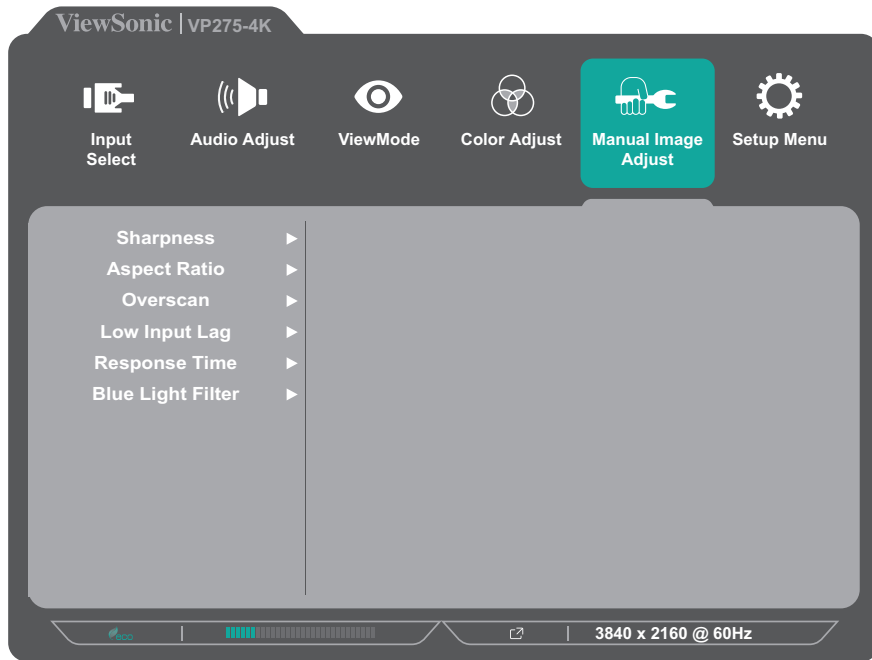 ViewSonic | VP275-4K
Input
Select
Audio Adjust
ViewMode
Color Adjust
Manual Image
Adjust
Setup Menu
Sharpness
Aspect Ratio
Overscan
Low Input Lag
Response Time
Blue Light Filter
eco
3840 x 2160 @ 60Hz